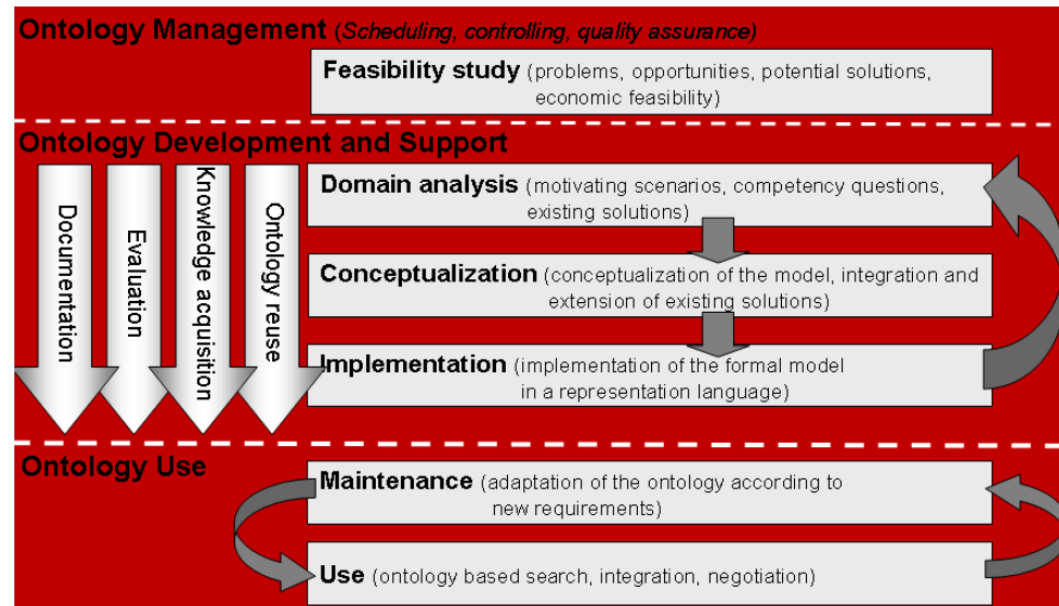 Ontology Management (Scheduling, controlling, quality assurance)
Feasibility study (problems, opportunities, potential solutions,
economic feasibility)
Ontology Development and Support
Documentation
Evaluation
Knowledge acquisition
Ontology reuse
Domain analysis (motivating scenarios, competency questions,
existing solutions)
Conceptualization (conceptualization of the model, integration and
extension of existing solutions)
Implementation (implementation of the formal model
in a representation language)
Ontology Use
Maintenance (adaptation of the ontology according to
new requirements)
Use (ontology based search, integration, negotiation)